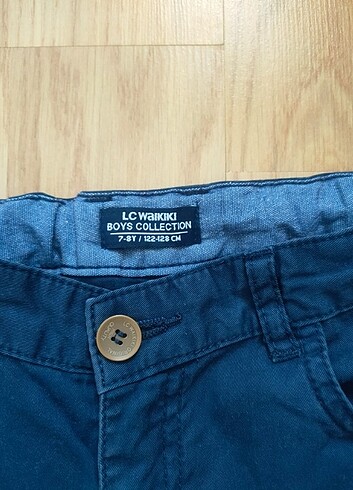 LC WAIKIKI
BOYS COLLECTION
7-8Y / 122-128 CM